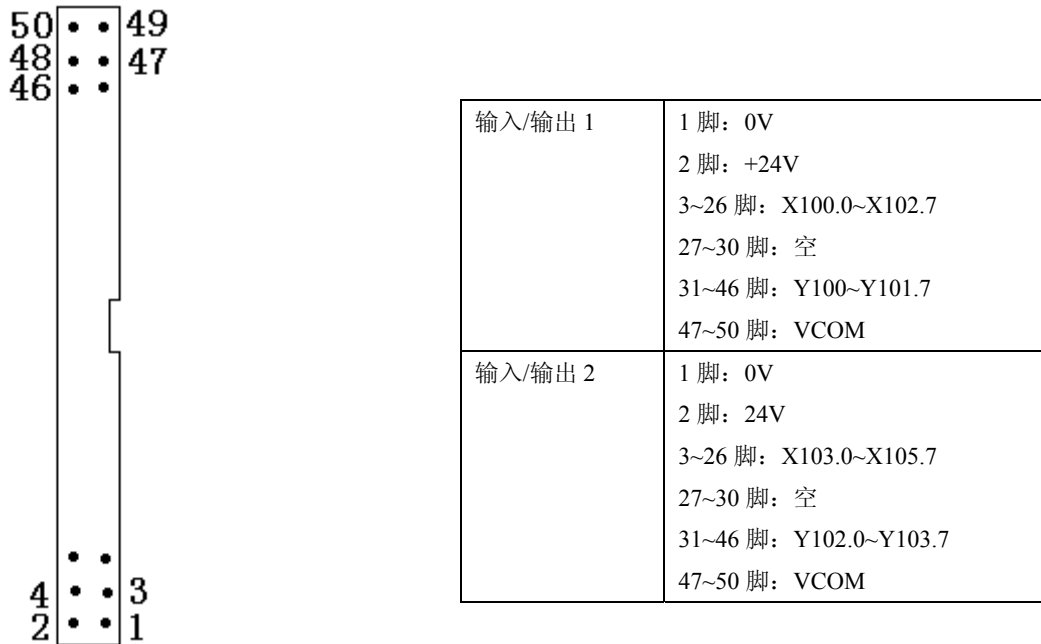 50 49
48 47
46
4 3
2 1
输入/输出 1
1 脚：0V
2 脚：+24V
3~26 脚：X100.0~X102.7
27~30 脚：空
31~46 脚：Y100~Y101.7
47~50 脚：VCOM
输入/输出 2
1 脚：0V
2 脚：24V
3~26 脚：X103.0~X105.7
27~30 脚：空
31~46 脚：Y102.0~Y103.7
47~50 脚：VCOM